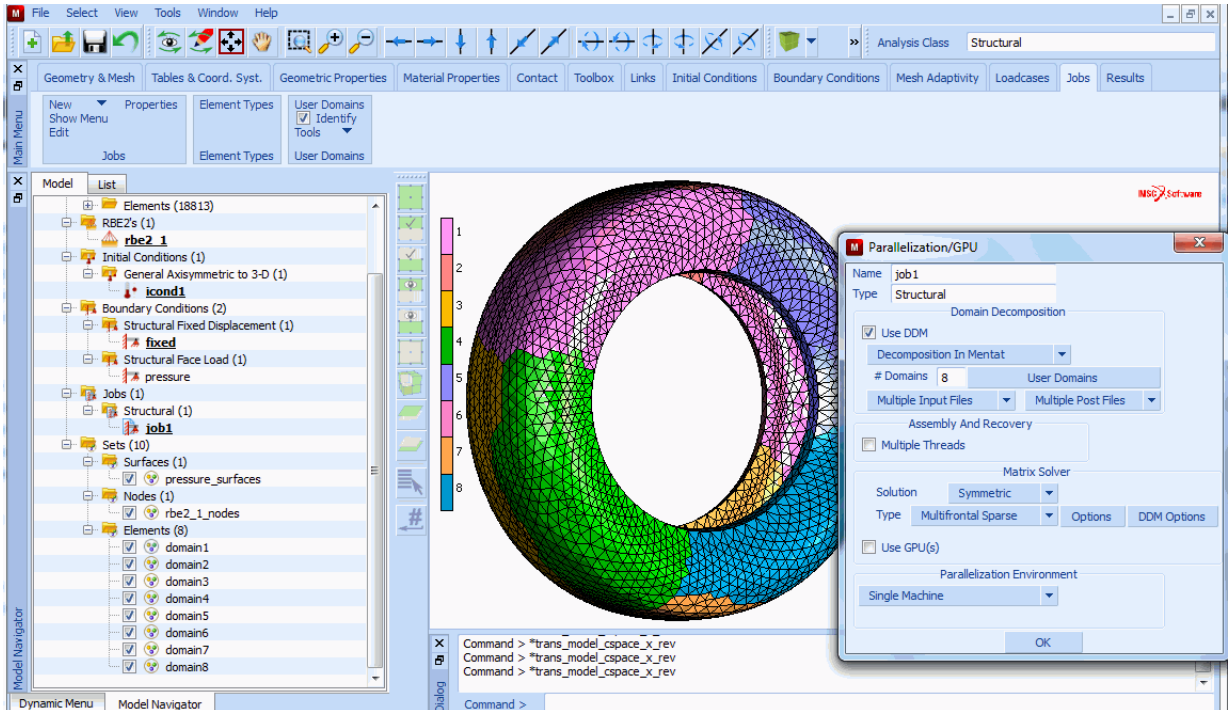 File Select View Tools Window Help
» Analysis Class Structural
Geometry & Mesh Tables & Coord. Syst. Geometric Properties Material Properties Contact Toolbox Links Initial Conditions Boundary Conditions Mesh Adaptivity Loadcases Jobs Results
Main Menu
New Properties
Show Menu
Edit
Jobs
Element Types
Element Types
User Domains
Identify
Tools
User Domains
Model List
Elements (18813)
RBE2's (1)
rbe2_1
Initial Conditions (1)
General Axisymmetric to 3-D (1)
icond1
Boundary Conditions (2)
Structural Fixed Displacement (1)
fixed
Structural Face Load (1)
pressure
Jobs (1)
Structural (1)
job1
Sets (10)
Surfaces (1)
pressure_surfaces
Nodes (1)
rbe2_1_nodes
Elements (8)
domain1
domain2
domain3
domain4
domain5
domain6
domain7
domain8
Model Navigator
Dynamic Menu Model Navigator
#
1
2
3
4
5
6
7
8
MSC Software
M Parallelization/GPU
Name job1
Type Structural
Domain Decomposition
Use DDM
Decomposition In Mentat
# Domains 8 User Domains
Multiple Input Files Multiple Post Files
Assembly And Recovery
Multiple Threads
Matrix Solver
Solution Symmetric
Type Multifrontal Sparse Options DDM Options
Use GPU(s)
Parallelization Environment
Single Machine
OK
Dialog
Command > *trans_model_cspace_x_rev
Command > *trans_model_cspace_x_rev
Command > *trans_model_cspace_x_rev
Command >